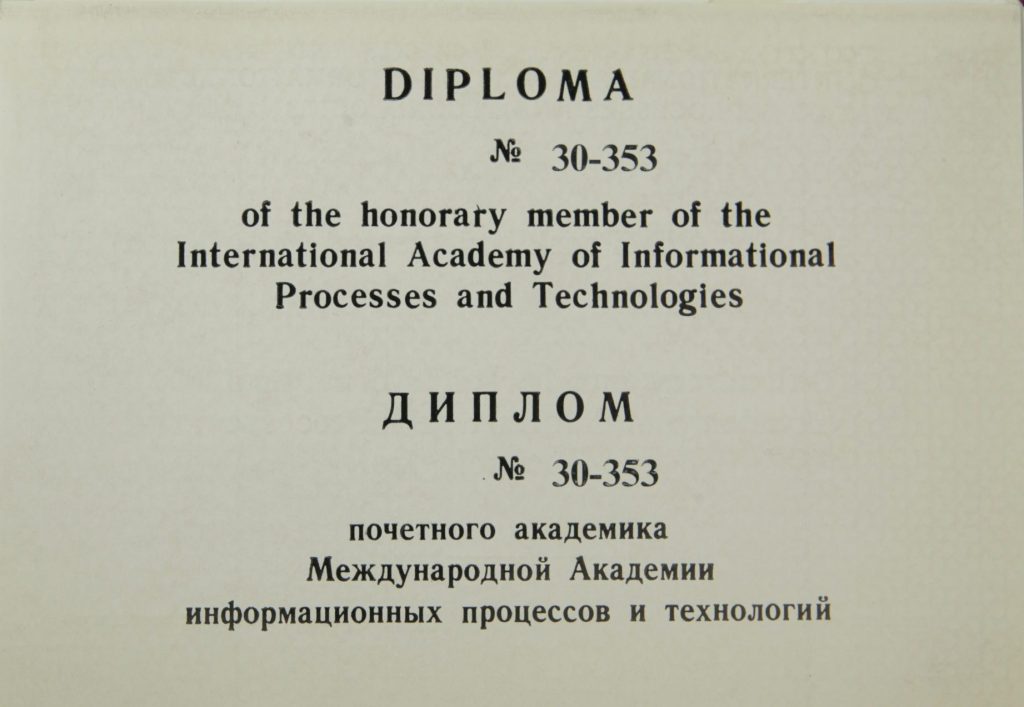 DIPLOMA
№ 30-353
of the honorary member of the
International Academy of Informational
Processes and Technologies
ДИПЛОМ
№ 30-353
почетного академика
Международной Академии
информационных процессов и технологий